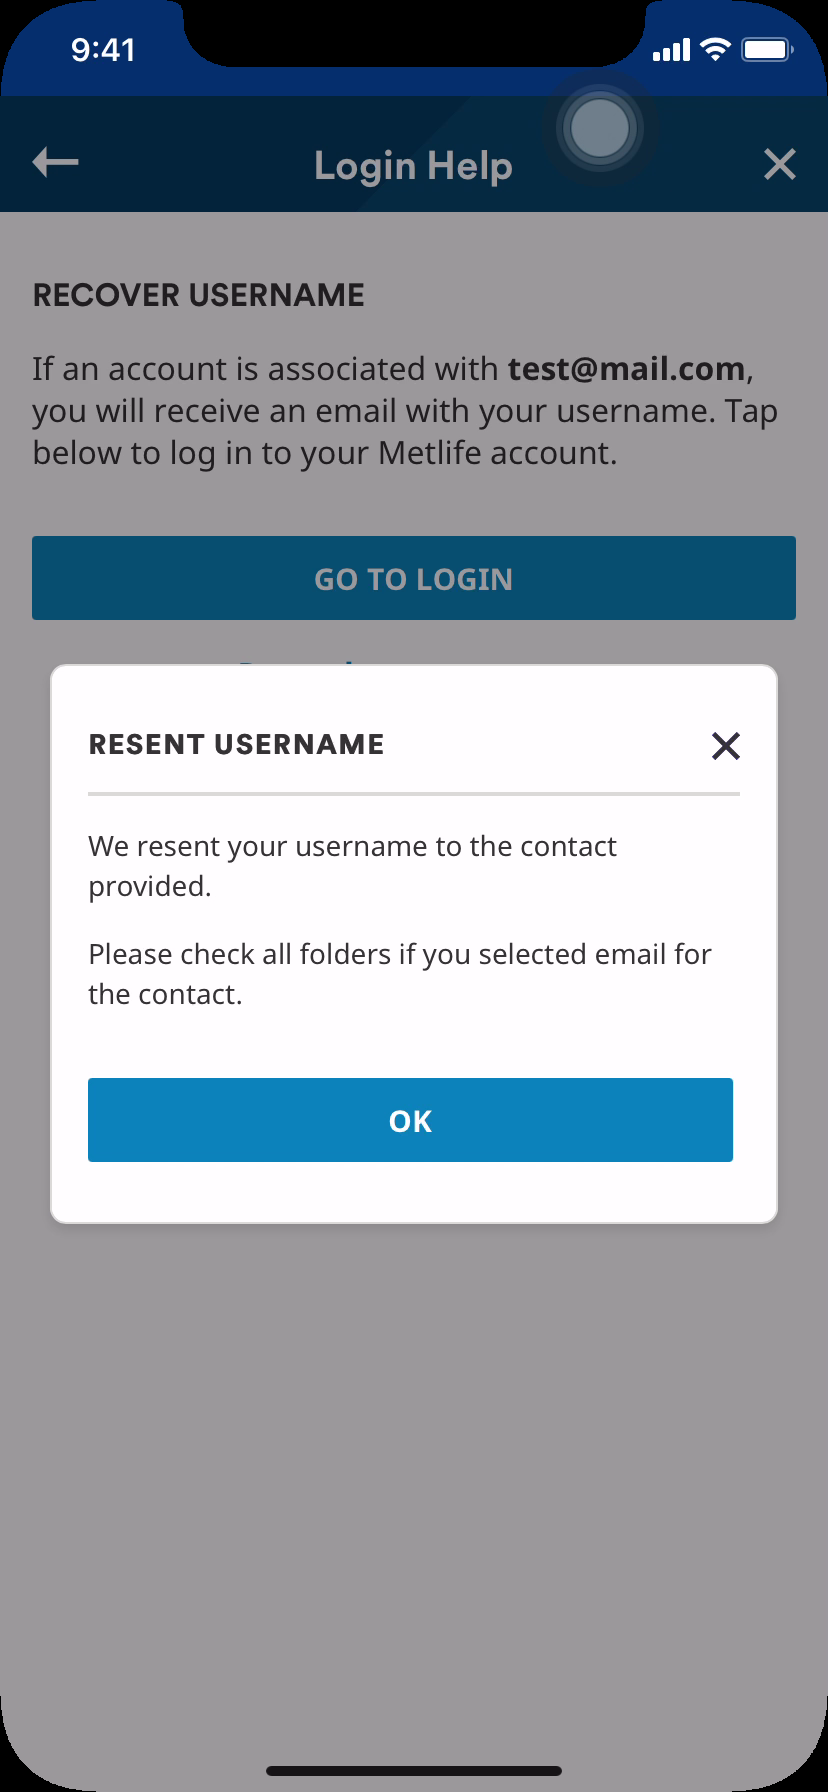 9:41
Login Help
RECOVER USERNAME
If an account is associated with test@mail.com,
you will receive an email with your username. Tap
below to log in to your Metlife account.
GO TO LOGIN
RESENT USERNAME
We resent your username to the contact
provided.
Please check all folders if you selected email for
the contact.
OK